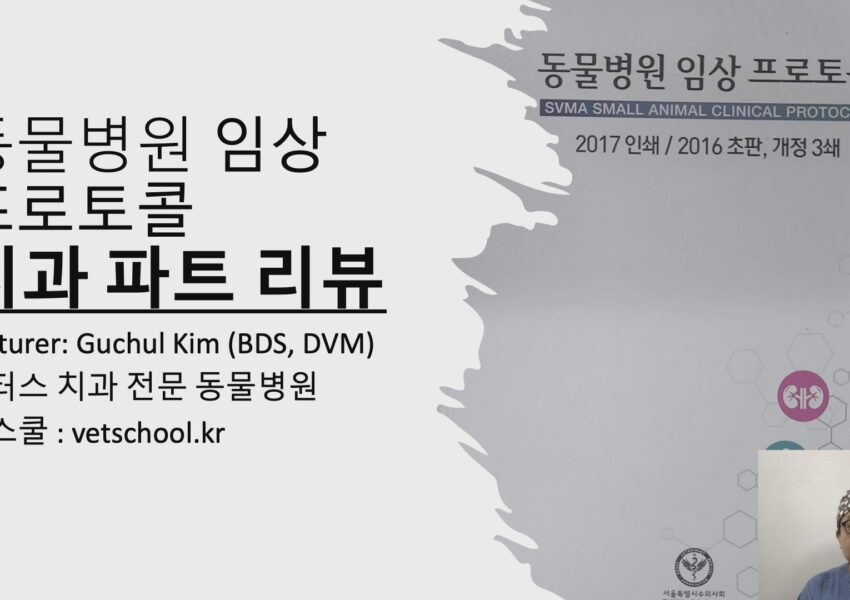 동물병원 임상
프로토콜
치과 파트 리뷰
turer: Guchul Kim (BDS, DVM)
터스 치과 전문 동물병원
스쿨 : vetschool.kr
동물병원 임상 프로토
SVMA SMALL ANIMAL CLINICAL PROTOC
2017 인쇄 / 2016 초판, 개정 3쇄
서울특별시수의사회